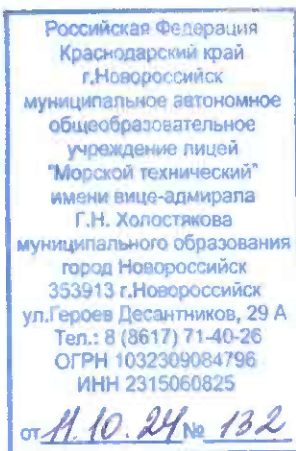 Российская Федерация
Краснодарский край
г.Новороссийск
муниципальное автономное
общеобразовательное
учреждение лицей
"Морской технический"
имени вице-адмирала
Г.Н. Холостякова
муниципального образования
город Новороссийск
353913 г.Новороссийск
ул.Героев Десантников, 29 А
Тел.: 8 (8617) 71-40-26
ОГРН 1032309084796
ИНН 2315060825
от 11.10.24 № 132